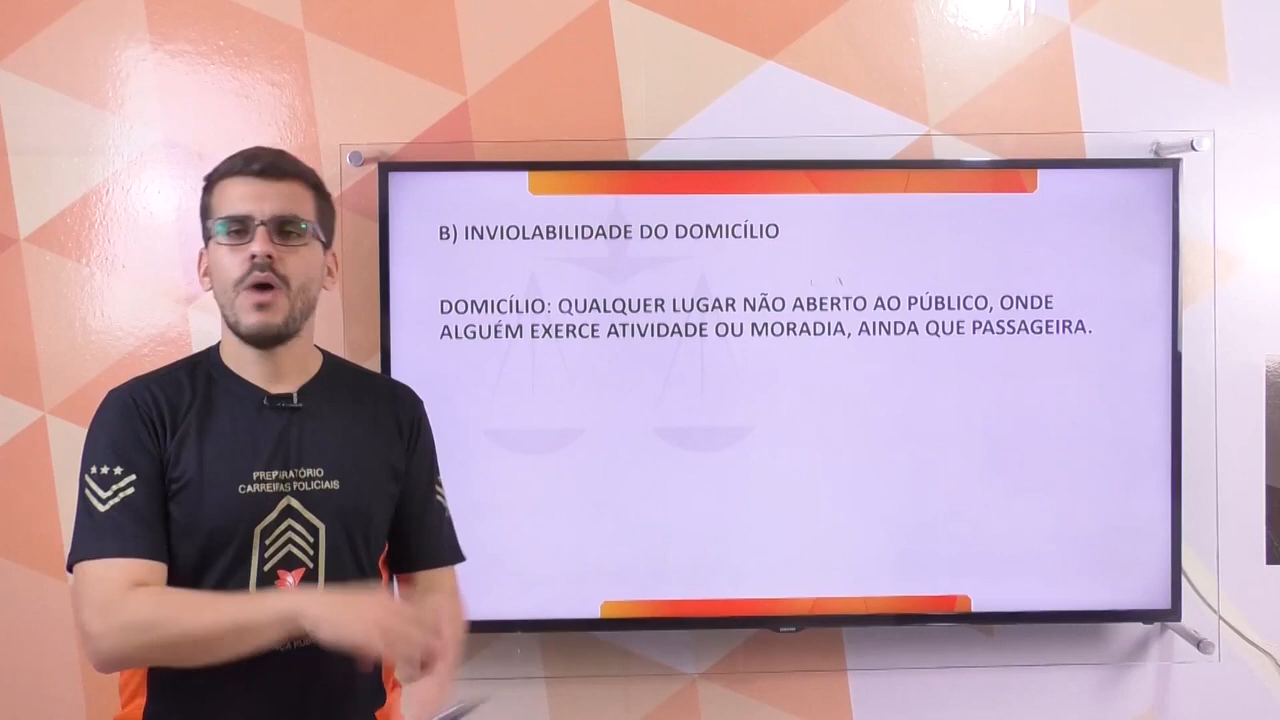 B) INVIOLABILIDADE DO DOMICÍLIO
DOMICÍLIO: QUALQUER LUGAR NÃO ABERTO AO PÚBLICO, ONDE
ALGUÉM EXERCE ATIVIDADE OU MORADIA, AINDA QUE PASSAGEIRA.
PREPARATÓRIO
CARREIRAS POLICIAIS